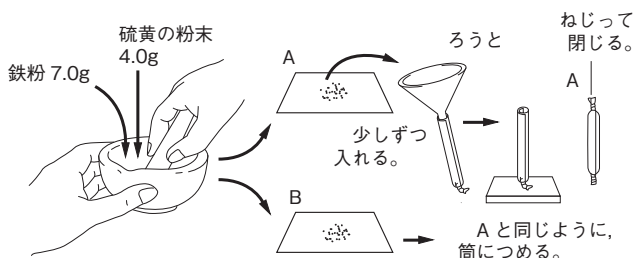 硫黄の粉末
4.0g
鉄粉 7.0g
A
ろうと
ねじって
閉じる。
A
少しずつ
入れる。
B
A と同じように,
筒につめる。